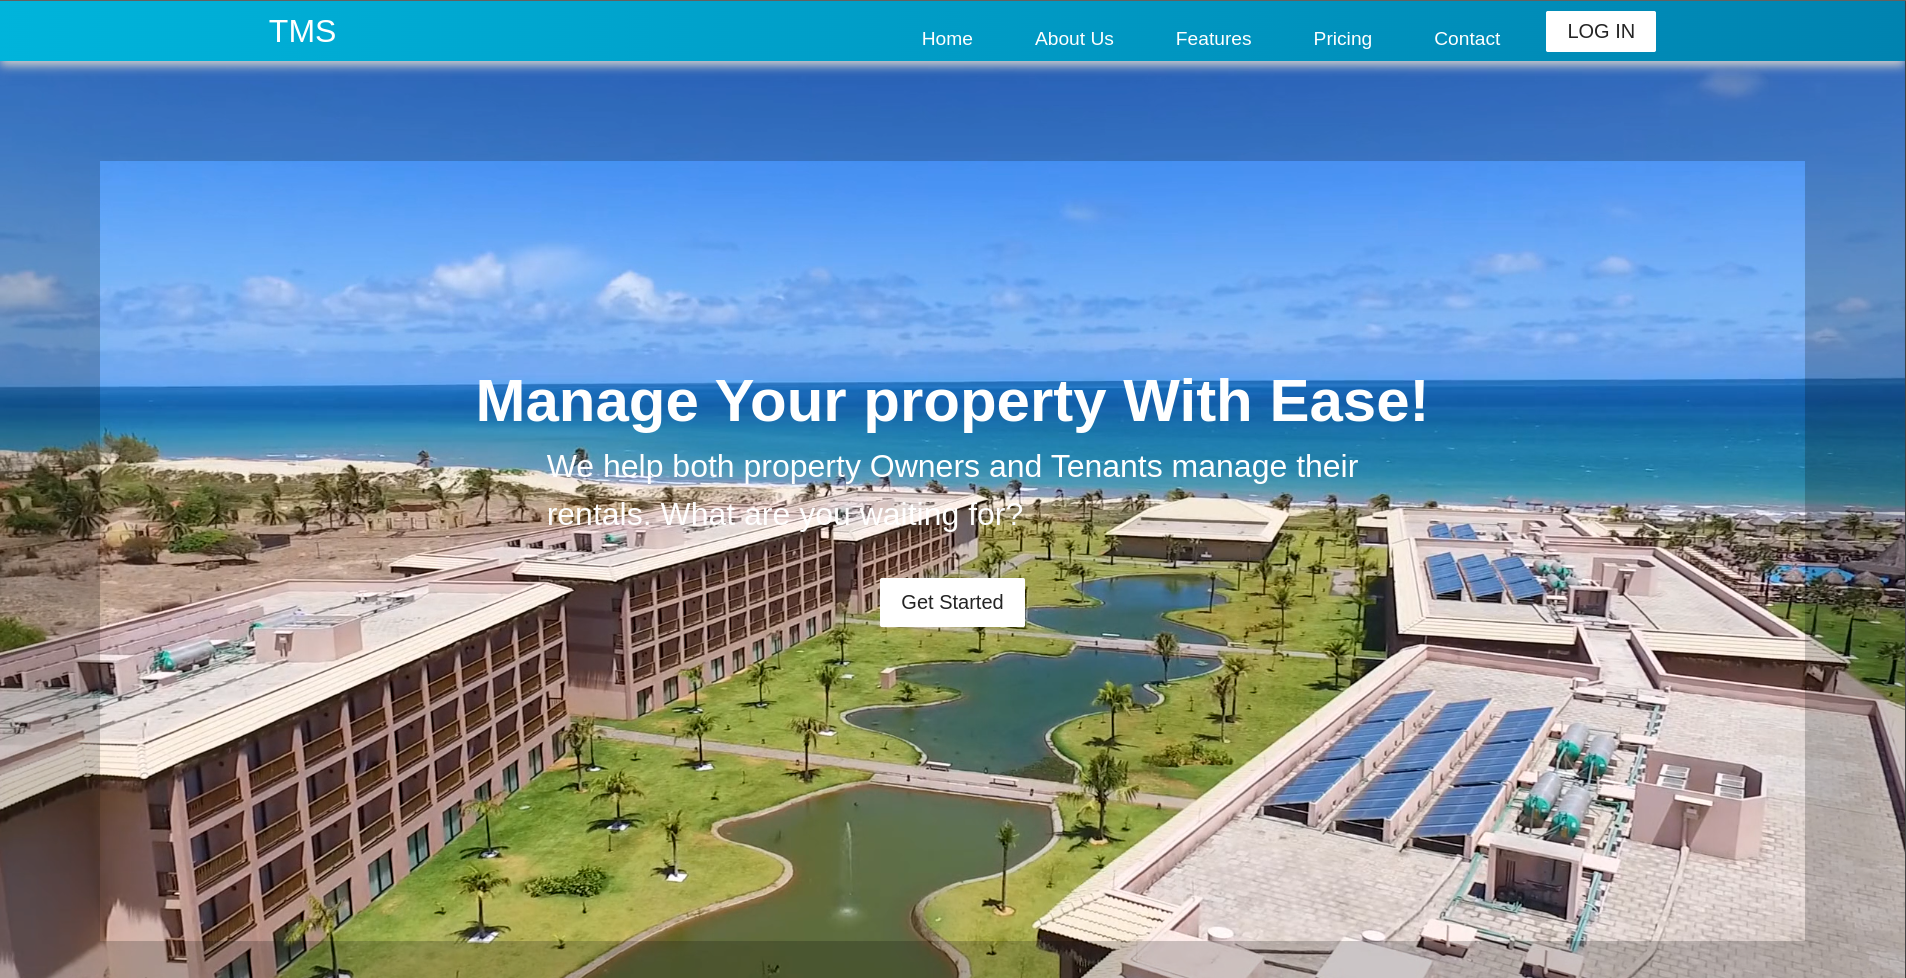 TMS
Home
About Us
Features
Pricing
Contact
LOG IN
Manage Your property With Ease!
We help both property Owners and Tenants manage their
rentals. What are you waiting for?
Get Started